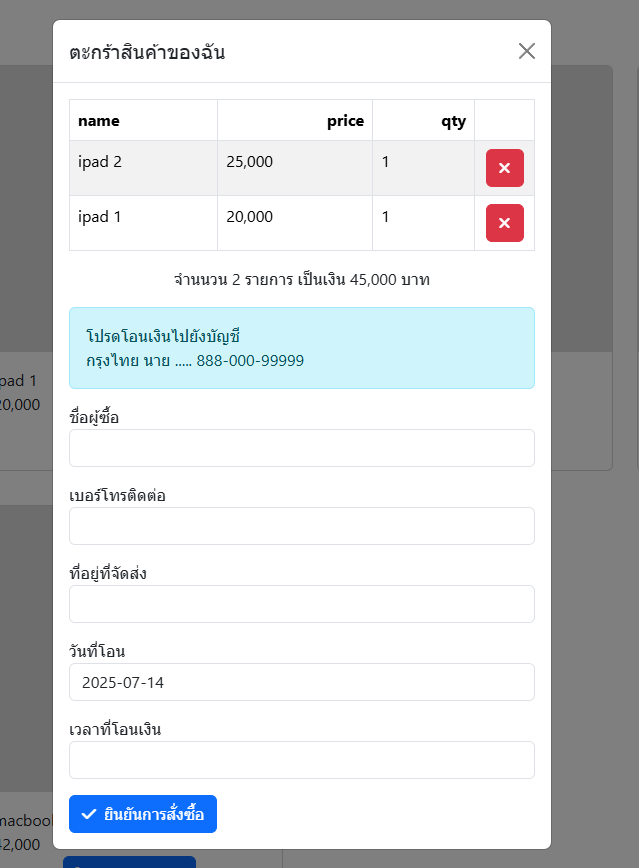 ตะกร้าสินค้าของฉัน
name price qty
ipad 2 25,000 1
ipad 1 20,000 1
จำนนวน 2 รายการ เป็นเงิน 45,000 บาท
โปรดโอนเงินไปยังบัญชี
กรุงไทย นาย ..... 888-000-99999
ชื่อผู้ซื้อ
เบอร์โทรติดต่อ
ที่อยู่ที่จัดส่ง
วันที่โอน
2025-07-14
เวลาที่โอนเงิน
ยินยันการสั่งซื้อ
pad 1
20,000
macbook
42,000